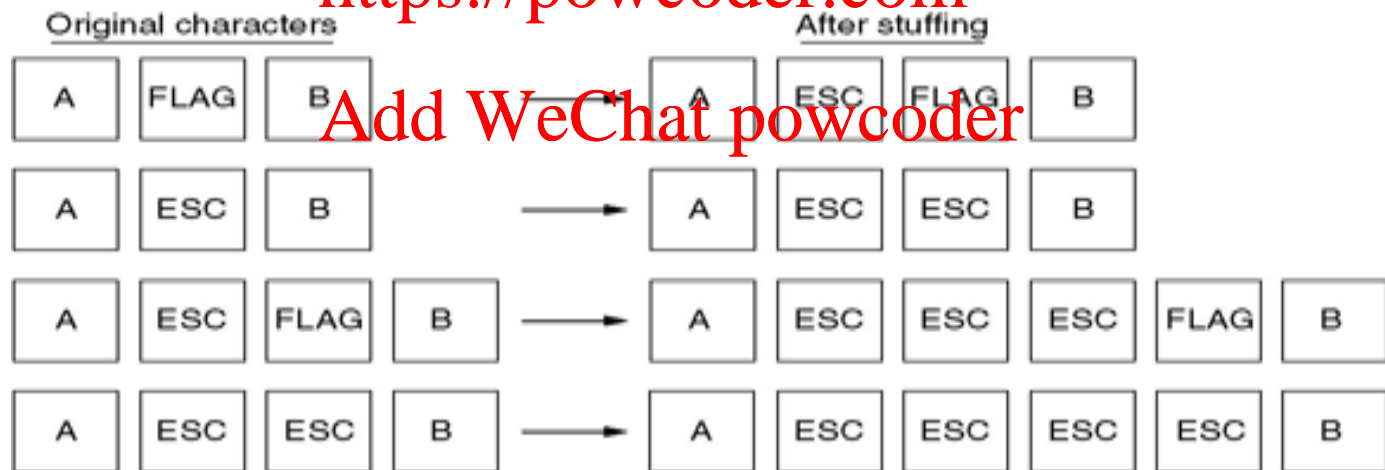 https://powcoder.com
Original characters After stuffing
A FLAG B A ESC FLAG B
Add WeChat powcoder
A ESC B A ESC ESC B
A ESC FLAG B A ESC ESC ESC FLAG B
A ESC ESC B A ESC ESC ESC ESC B